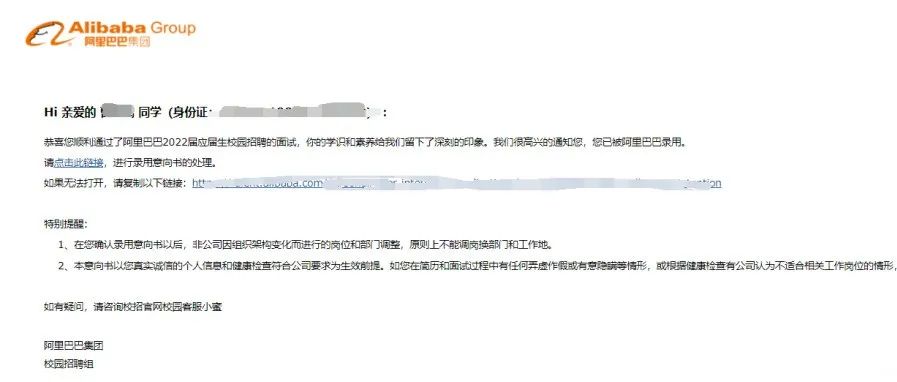 Alibaba Group
阿里巴巴集团
Hi 亲爱的 同学（身份证： ）：
恭喜您顺利通过了阿里巴巴2022届应届生校园招聘的面试，你的学识和素养给我们留下了深刻的印象。我们很高兴的通知您，您已被阿里巴巴录用。
请点击此链接，进行录用意向书的处理。
如果无法打开，请复制以下链接：
特别提醒：
1、在您确认录用意向书以后，非公司因组织架构变化而进行的岗位和部门调整，原则上不能调岗换部门和工作地。
2、本意向书以您真实诚信的个人信息和健康检查符合公司要求为生效前提。如您在简历和面试过程中有任何弄虚作假或有意隐瞒等情形，或根据健康检查有公司认为不适合相关工作岗位的情形，
如有疑问，请咨询校招官网校园客服小蜜
阿里巴巴集团
校园招聘组